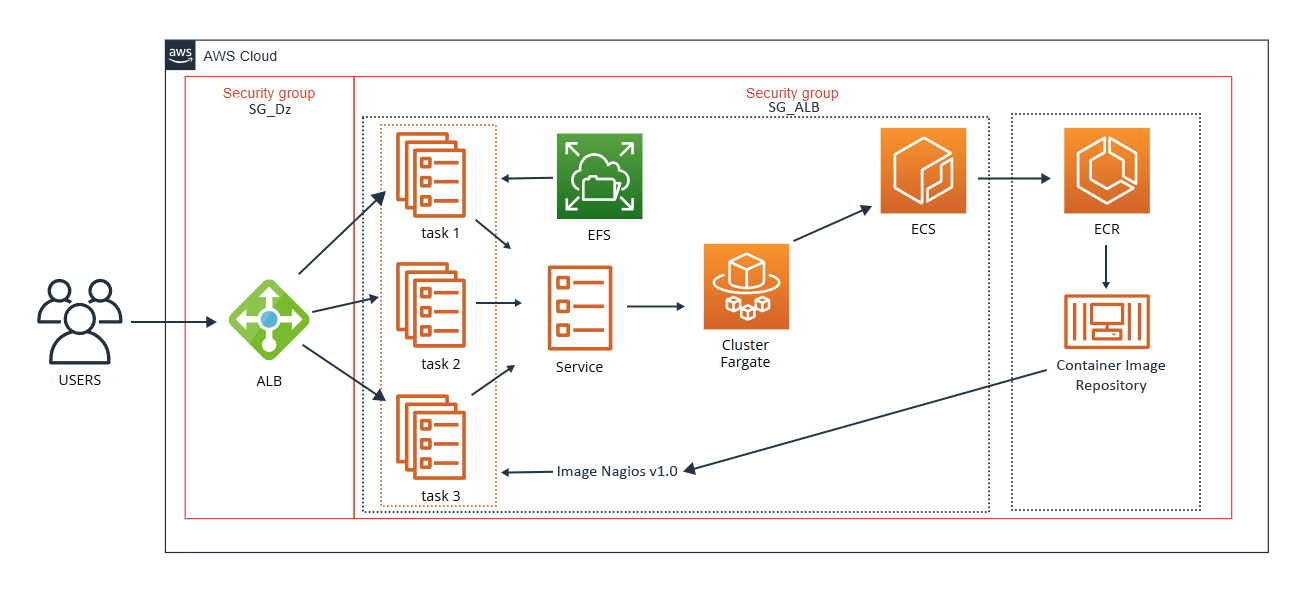 aws
AWS Cloud
Security group
SG_Dz
Security group
SG_ALB
task 1
EFS
ECS
ECR
task 2
Service
Cluster
Fargate
Container Image
Repository
USERS
ALB
Image Nagios v1.0
task 3